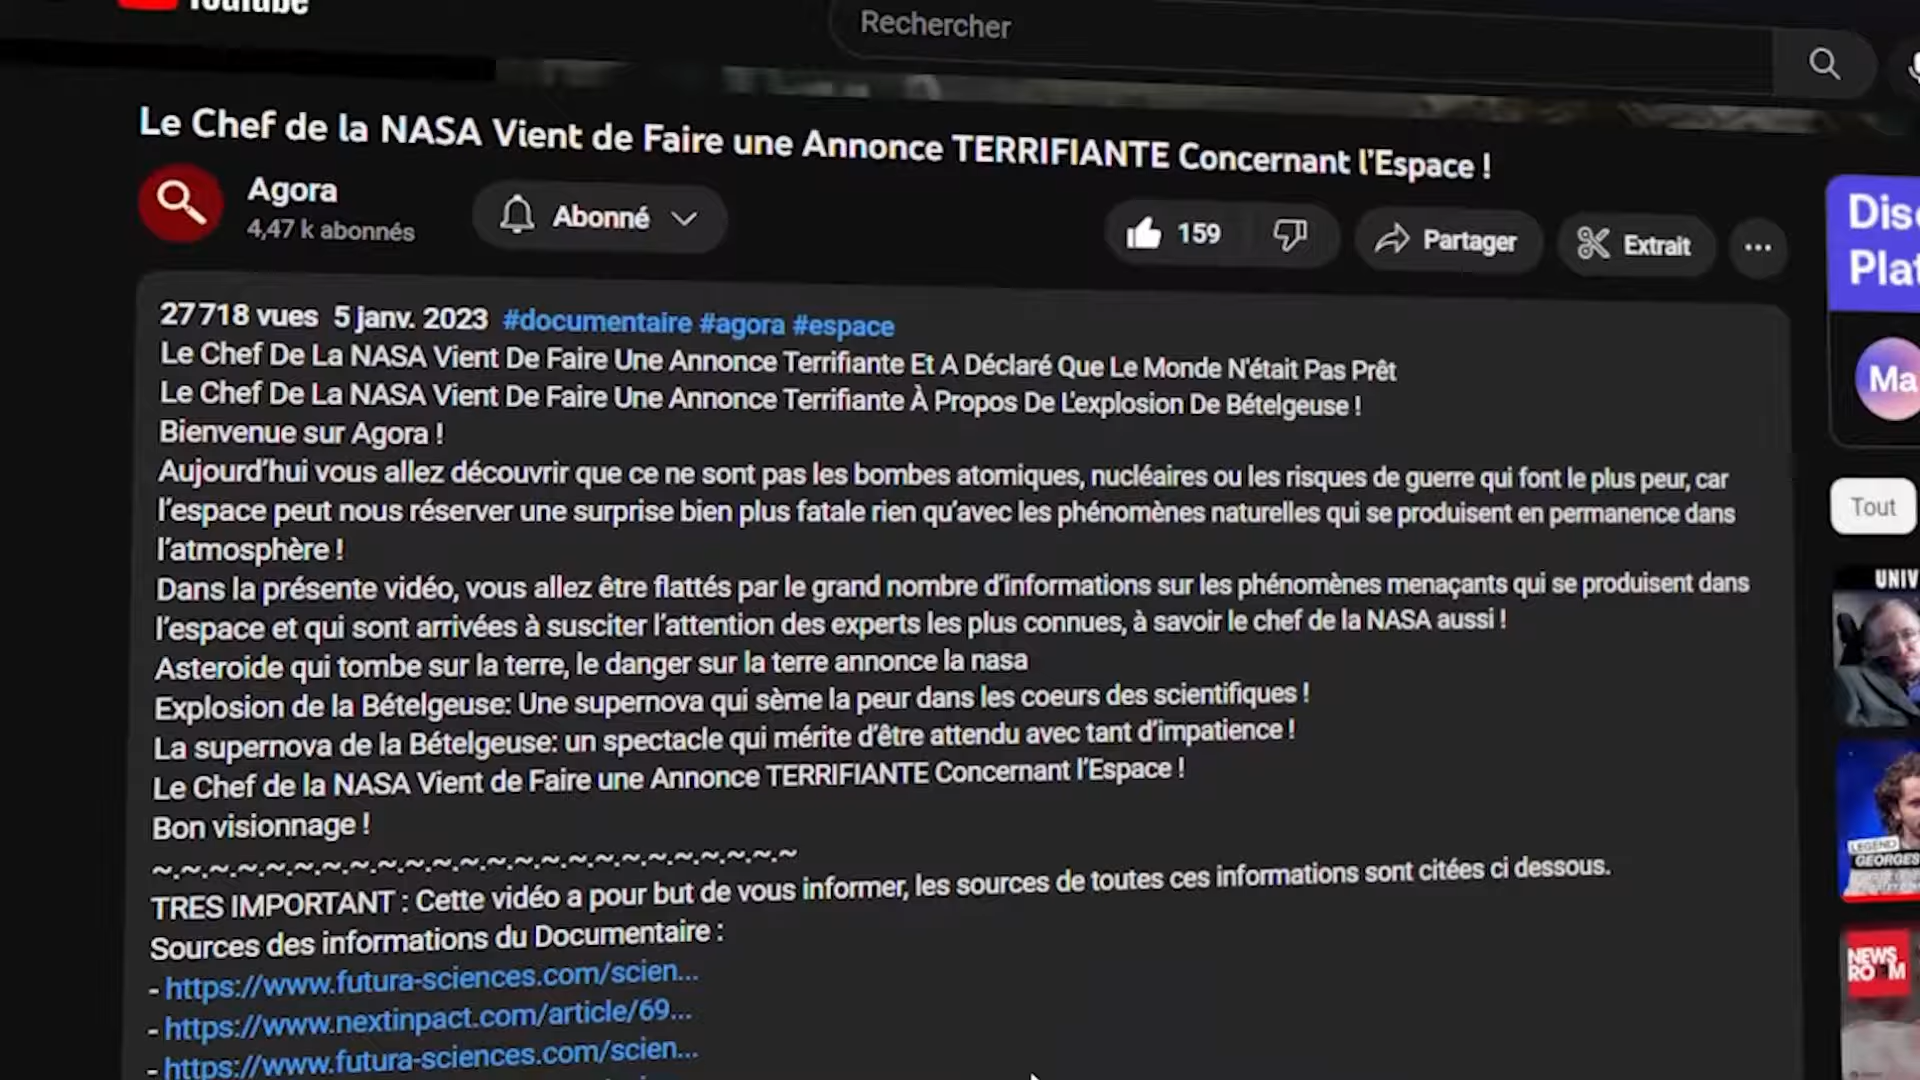 YouTube
Rechercher
Le Chef de la NASA Vient de Faire une Annonce TERRIFIANTE Concernant l'Espace !
Agora
4,47 k abonnés
Abonné
159
Partager
Extrait
27 718 vues 5 janv. 2023 #documentaire #agora #espace
Le Chef De La NASA Vient De Faire Une Annonce Terrifiante Et A Déclaré Que Le Monde N'était Pas Prêt
Le Chef De La NASA Vient De Faire Une Annonce Terrifiante À Propos De L'explosion De Bételgeuse !
Bienvenue sur Agora !
Aujourd'hui vous allez découvrir que ce ne sont pas les bombes atomiques, nucléaires ou les risques de guerre qui font le plus peur, car
l'espace peut nous réserver une surprise bien plus fatale rien qu'avec les phénomènes naturelles qui se produisent en permanence dans
l'atmosphère !
Dans la présente vidéo, vous allez être flattés par le grand nombre d'informations sur les phénomènes menaçants qui se produisent dans
l'espace et qui sont arrivées à susciter l'attention des experts les plus connues, à savoir le chef de la NASA aussi !
Asteroide qui tombe sur la terre, le danger sur la terre annonce la nasa
Explosion de la Bételgeuse: Une supernova qui sème la peur dans les coeurs des scientifiques !
La supernova de la Bételgeuse: un spectacle qui mérite d'être attendu avec tant d'impatience !
Le Chef de la NASA Vient de Faire une Annonce TERRIFIANTE Concernant l'Espace !
Bon visionnage !
~.~.~.~.~.~.~.~.~.~.~.~.~.~.~.~.~.~.~.~.~.~.~.~
TRES IMPORTANT : Cette vidéo a pour but de vous informer, les sources de toutes ces informations sont citées ci dessous.
Sources des informations du Documentaire :
- https://www.futura-sciences.com/scien...
- https://www.nextinpact.com/article/69...
- https://www.futura-sciences.com/scien...
Dis
Plat
Ma
Tout
UNIV
LEGEND
GEORGES
NEWS
RO M